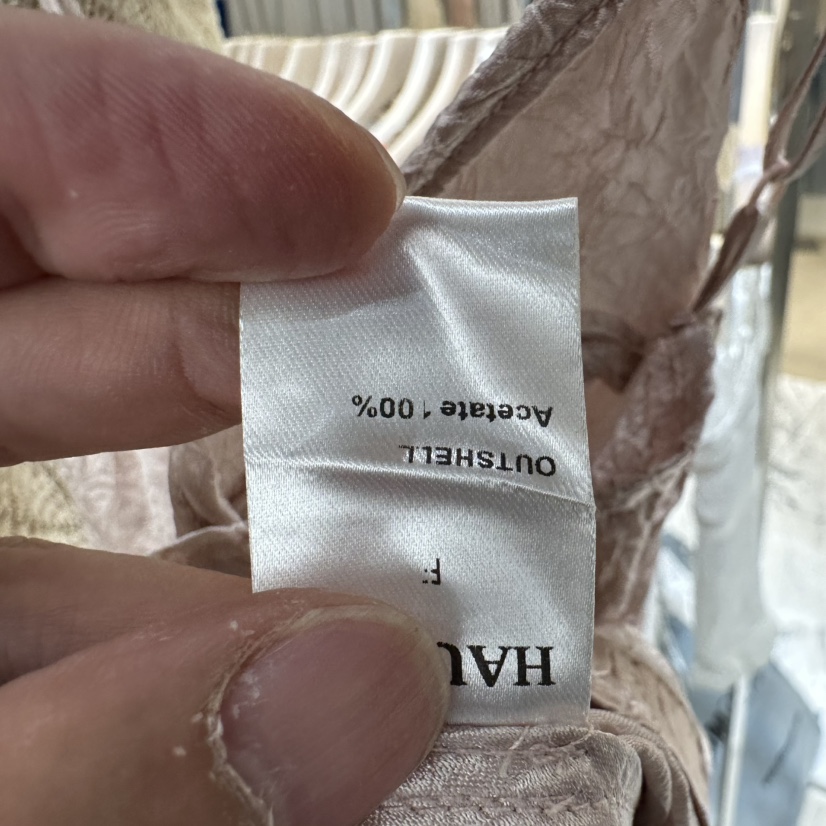 HAU
F
OUTSHELL
Acetate 100%